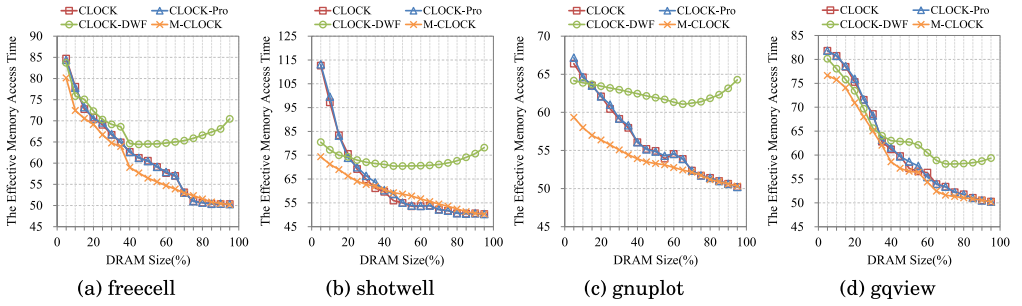 CLOCK CLOCK-Pro
CLOCK-DWF M-CLOCK
The Effective Memory Access Time
90
85
80
75
70
65
60
55
50
45
0 20 40 60 80 100
DRAM Size(%)
(a) freecell
CLOCK CLOCK-Pro
CLOCK-DWF M-CLOCK
The Effective Memory Access Time
125
115
105
95
85
75
65
55
45
0 20 40 60 80 100
DRAM Size(%)
(b) shotwell
CLOCK CLOCK-Pro
CLOCK-DWF M-CLOCK
The Effective Memory Access Time
70
65
60
55
50
45
0 20 40 60 80 100
DRAM Size(%)
(c) gnuplot
CLOCK CLOCK-Pro
CLOCK-DWF M-CLOCK
The Effective Memory Access Time
85
80
75
70
65
60
55
50
45
0 20 40 60 80 100
DRAM Size(%)
(d) gqview